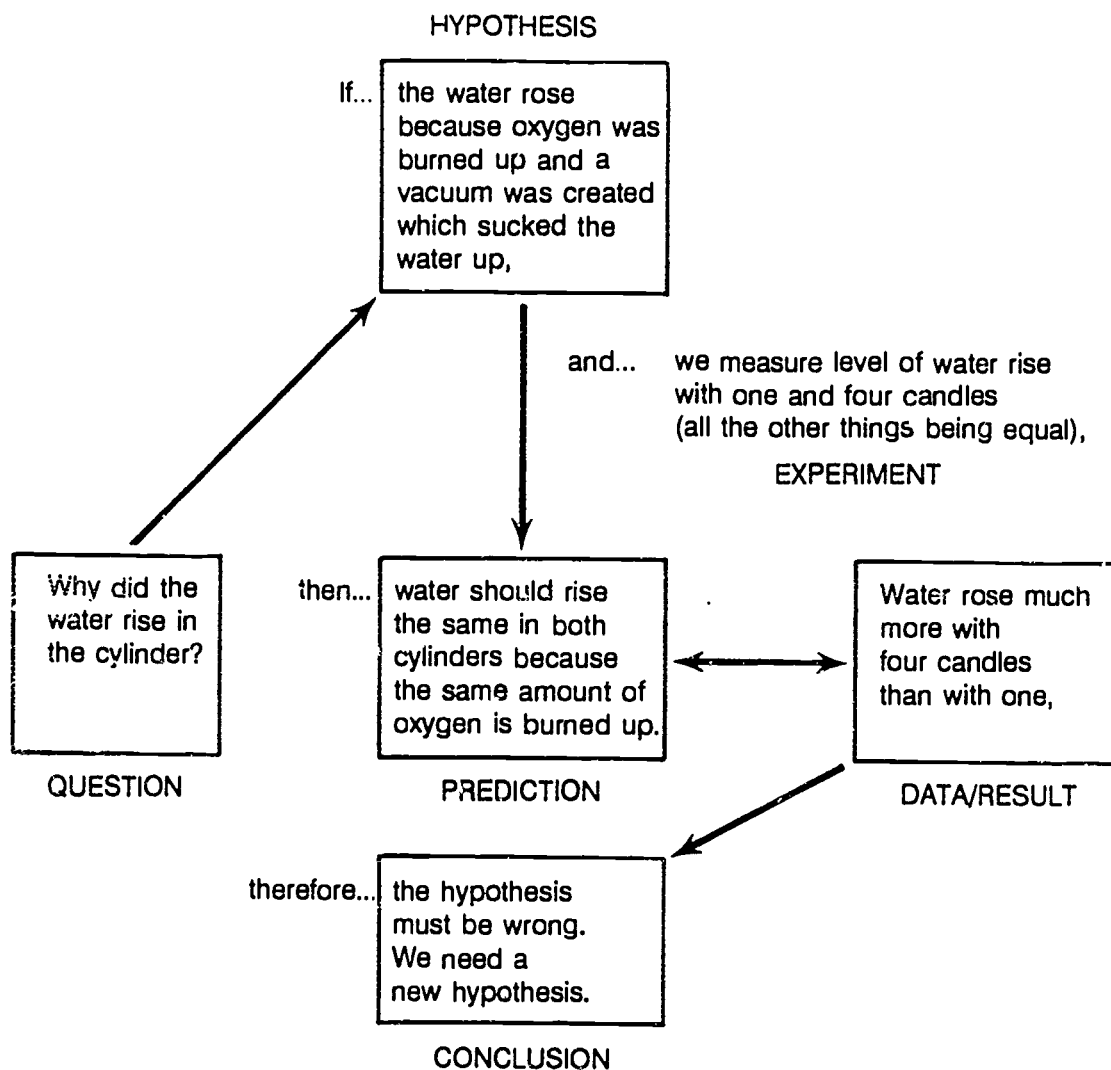 HYPOTHESIS
If...
the water rose
because oxygen was
burned up and a
vacuum was created
which sucked the
water up,
and...
we measure level of water rise
with one and four candles
(all the other things being equal),
EXPERIMENT
Why did the
water rise in
the cylinder?
QUESTION
then...
water should rise
the same in both
cylinders because
the same amount of
oxygen is burned up.
PREDICTION
Water rose much
more with
four candles
than with one,
DATA/RESULT
therefore...
the hypothesis
must be wrong.
We need a
new hypothesis.
CONCLUSION